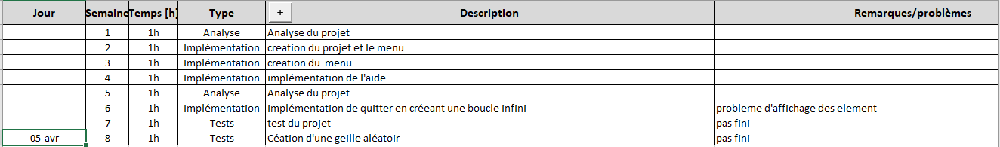 Jour Semaine Temps [h] Type + Description Remarques/problèmes
1 1h Analyse Analyse du projet
2 1h Implémentation creation du projet et le menu
3 1h Implémentation creation du menu
4 1h Implémentation implémentation de l'aide
5 1h Analyse Analyse du projet
6 1h Implémentation implémentation de quitter en créeant une boucle infini probleme d'affichage des element
7 1h Tests test du projet pas fini
05-avr 8 1h Tests Céation d'une geille aléatoir pas fini